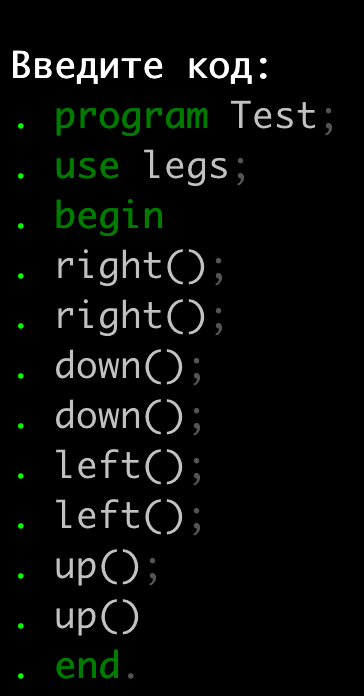 Введите код:
. program Test;
. use legs;
. begin
. right();
. right();
. down();
. down();
. left();
. left();
. up();
. up()
. end.